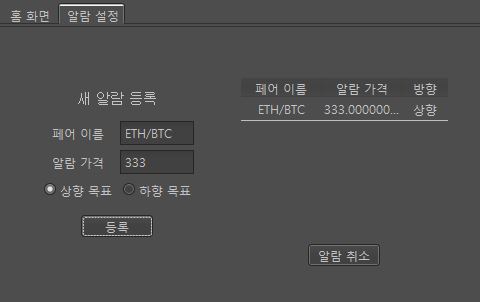 홈 화면 알람 설정
새 알람 등록
페어 이름 ETH/BTC
알람 가격 333
상향 목표 하향 목표
등록
페어 이름 알람 가격 방향
ETH/BTC 333.000000... 상향
알람 취소